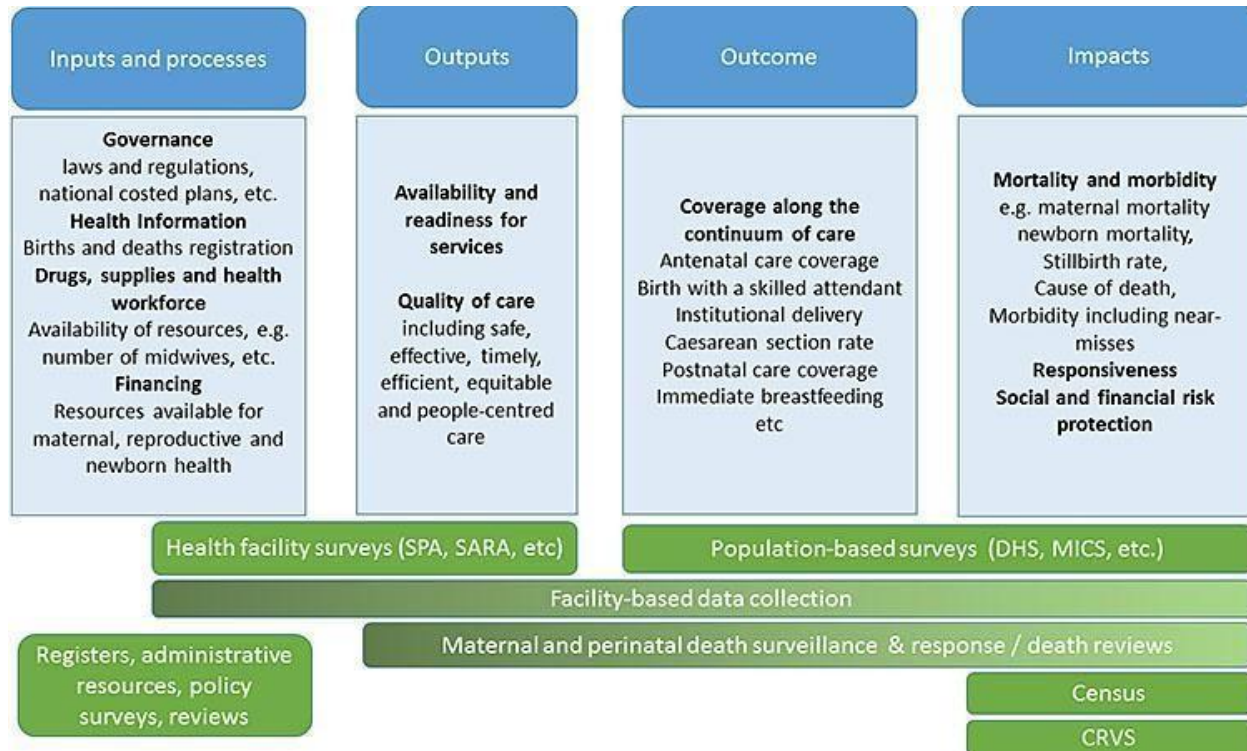 Inputs and processes
Outputs
Outcome
Impacts
Governance
laws and regulations,
national costed plans, etc.
Health Information
Births and deaths registration
Drugs, supplies and health
workforce
Availability of resources, e.g.
number of midwives, etc.
Financing
Resources available for
maternal, reproductive and
newborn health
Availability and
readiness for
services
Quality of care
including safe,
effective, timely,
efficient, equitable
and people-centred
care
Coverage along the
continuum of care
Antenatal care coverage
Birth with a skilled attendant
Institutional delivery
Caesarean section rate
Postnatal care coverage
Immediate breastfeeding
etc
Mortality and morbidity
e.g. maternal mortality
newborn mortality,
Stillbirth rate,
Cause of death,
Morbidity including near-
misses
Responsiveness
Social and financial risk
protection
Health facility surveys (SPA, SARA, etc)
Population-based surveys (DHS, MICS, etc.)
Facility-based data collection
Maternal and perinatal death surveillance & response / death reviews
Registers, administrative
resources, policy
surveys, reviews
Census
CRVS